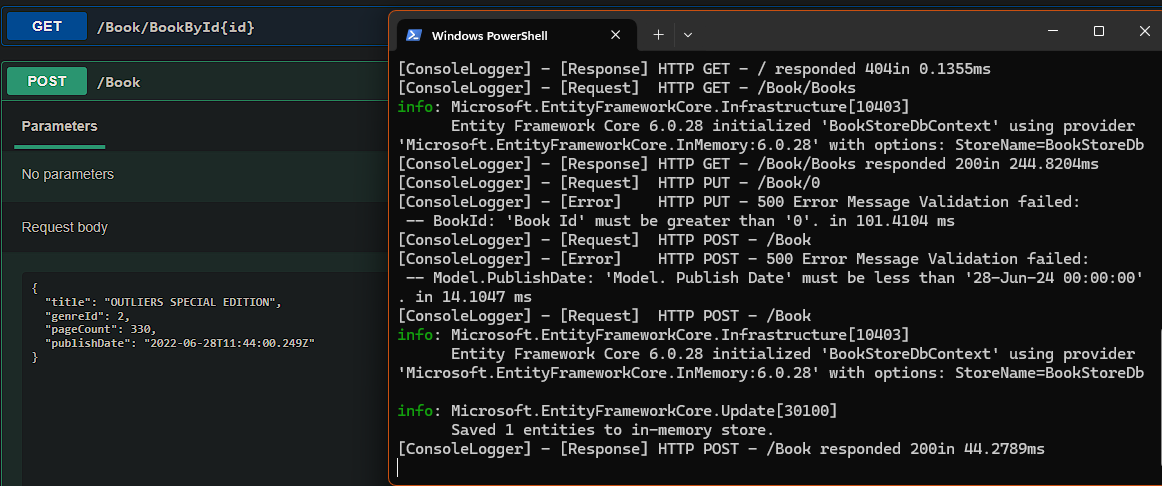 GET /Book/BookById{id}
POST /Book
Parameters
No parameters
Request body
{
  "title": "OUTLIERS SPECIAL EDITION",
  "genreId": 2,
  "pageCount": 330,
  "publishDate": "2022-06-28T11:44:00.249Z"
}
Windows PowerShell
[ConsoleLogger] - [Response] HTTP GET - / responded 404in 0.1355ms
[ConsoleLogger] - [Request]  HTTP GET - /Book/Books
info: Microsoft.EntityFrameworkCore.Infrastructure[10403]
      Entity Framework Core 6.0.28 initialized 'BookStoreDbContext' using provider
'Microsoft.EntityFrameworkCore.InMemory:6.0.28' with options: StoreName=BookStoreDb
[ConsoleLogger] - [Response] HTTP GET - /Book/Books responded 200in 244.8204ms
[ConsoleLogger] - [Request]  HTTP PUT - /Book/0
[ConsoleLogger] - [Error]    HTTP PUT - 500 Error Message Validation failed:
 -- BookId: 'Book Id' must be greater than '0'. in 101.4104 ms
[ConsoleLogger] - [Request]  HTTP POST - /Book
[ConsoleLogger] - [Error]    HTTP POST - 500 Error Message Validation failed:
 -- Model.PublishDate: 'Model. Publish Date' must be less than '28-Jun-24 00:00:00'
. in 14.1047 ms
[ConsoleLogger] - [Request]  HTTP POST - /Book
info: Microsoft.EntityFrameworkCore.Infrastructure[10403]
      Entity Framework Core 6.0.28 initialized 'BookStoreDbContext' using provider
'Microsoft.EntityFrameworkCore.InMemory:6.0.28' with options: StoreName=BookStoreDb
info: Microsoft.EntityFrameworkCore.Update[30100]
      Saved 1 entities to in-memory store.
[ConsoleLogger] - [Response] HTTP POST - /Book responded 200in 44.2789ms